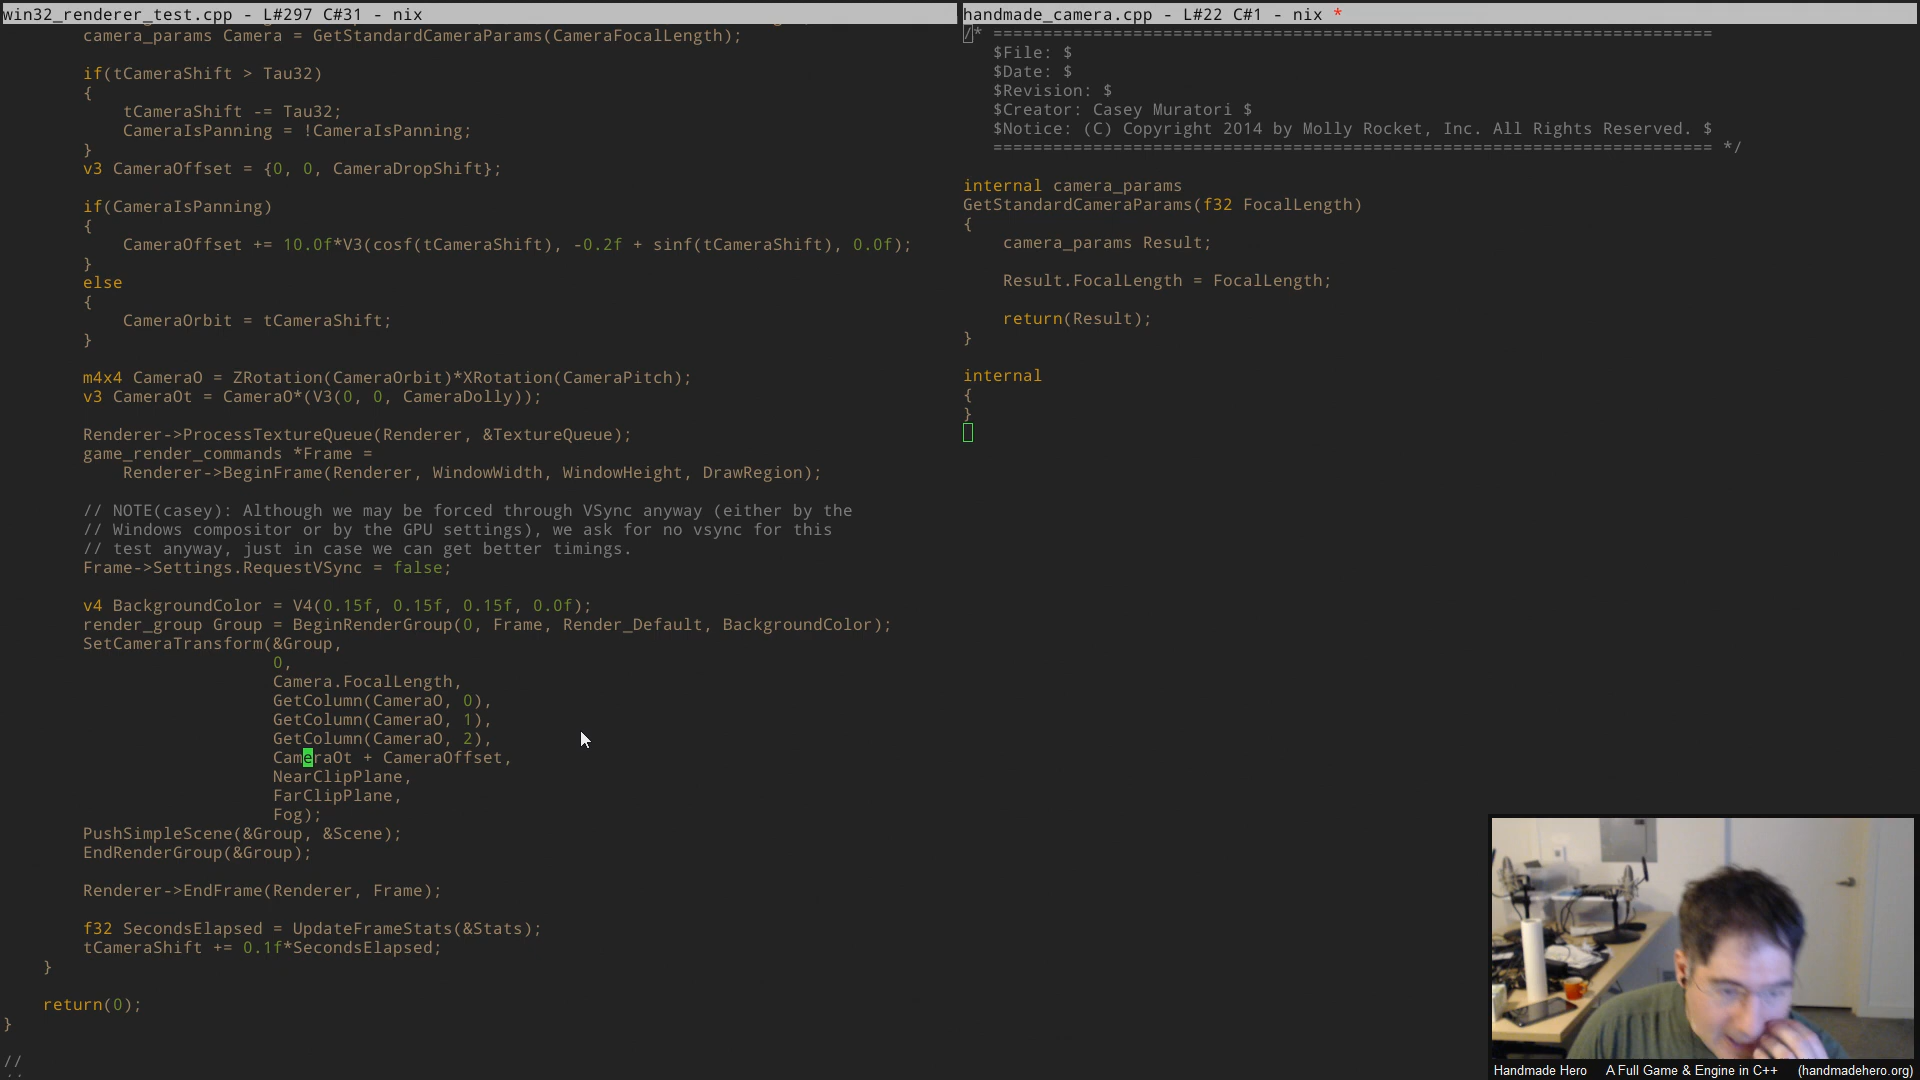 win32_renderer_test.cpp - L#297 C#31 - nix
camera_params Camera = GetStandardCameraParams(CameraFocalLength);
if(tCameraShift > Tau32)
{
tCameraShift -= Tau32;
CameraIsPanning = !CameraIsPanning;
}
v3 CameraOffset = {0, 0, CameraDropShift};
if(CameraIsPanning)
{
CameraOffset += 10.0f*V3(cosf(tCameraShift), -0.2f + sinf(tCameraShift), 0.0f);
}
else
{
CameraOrbit = tCameraShift;
}
m4x4 CameraO = ZRotation(CameraOrbit)*XRotation(CameraPitch);
v3 CameraOt = CameraO*(V3(0, 0, CameraDolly));
Renderer->ProcessTextureQueue(Renderer, &TextureQueue);
game_render_commands *Frame =
Renderer->BeginFrame(Renderer, WindowWidth, WindowHeight, DrawRegion);
// NOTE(casey): Although we may be forced through VSync anyway (either by the
// Windows compositor or by the GPU settings), we ask for no vsync for this
// test anyway, just in case we can get better timings.
Frame->Settings.RequestVSync = false;
v4 BackgroundColor = V4(0.15f, 0.15f, 0.15f, 0.0f);
render_group Group = BeginRenderGroup(0, Frame, Render_Default, BackgroundColor);
SetCameraTransform(&Group,
0,
Camera.FocalLength,
GetColumn(CameraO, 0),
GetColumn(CameraO, 1),
GetColumn(CameraO, 2),
CameraOt + CameraOffset,
NearClipPlane,
FarClipPlane,
Fog);
PushSimpleScene(&Group, &Scene);
EndRenderGroup(&Group);
Renderer->EndFrame(Renderer, Frame);
f32 SecondsElapsed = UpdateFrameStats(&Stats);
tCameraShift += 0.1f*SecondsElapsed;
}
return(0);
}
//
handmade_camera.cpp - L#22 C#1 - nix *
/* ========================================================================
$File: $
$Date: $
$Revision: $
$Creator: Casey Muratori $
$Notice: (C) Copyright 2014 by Molly Rocket, Inc. All Rights Reserved. $
======================================================================== */
internal camera_params
GetStandardCameraParams(f32 FocalLength)
{
camera_params Result;
Result.FocalLength = FocalLength;
return(Result);
}
internal
{
}
Handmade Hero A Full Game & Engine in C++ (handmadehero.org)